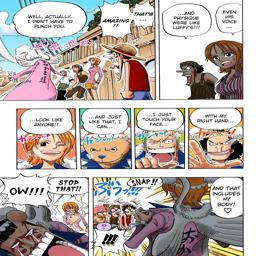 EVEN
HIS
VOICE
...AND
PHYSIQUE
WERE LIKE
LUFFY'S!!!
THAT'S
...
AMAZING
!!
WELL, ACTUALLY,
I DIDN'T HAVE
TO PUNCH
YOU.
WITH MY
RIGHT HAND...
...I JUST
TOUCH YOUR
FACE...
...AND JUST
LIKE THAT, I
CAN...
...LOOK LIKE
ANYONE!!
AND THAT
INCLUDES
MY
BODY!
♡
SNAP!!
!!!
STOP
THAT!!
OW!!!